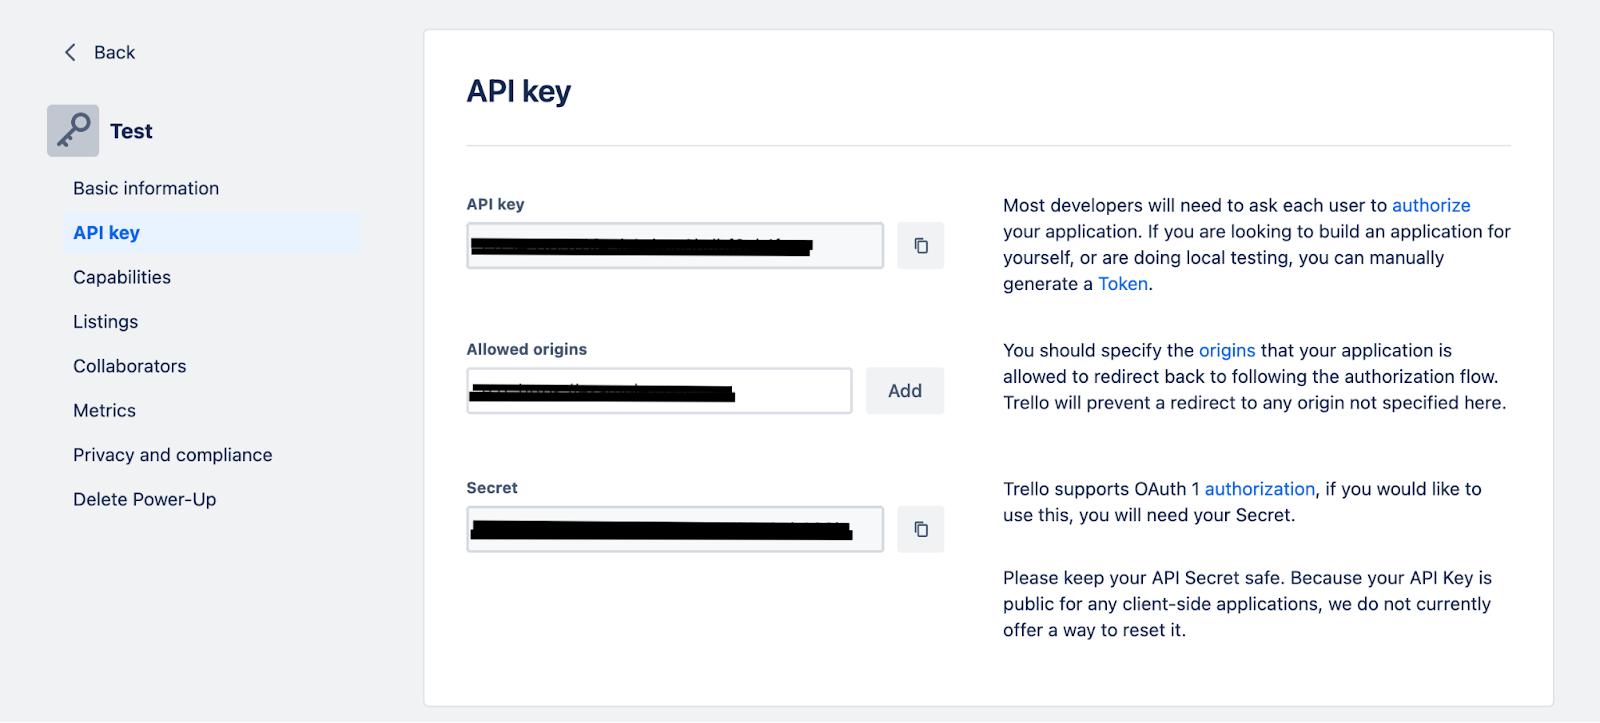 Back
Test
Basic information
API key
Capabilities
Listings
Collaborators
Metrics
Privacy and compliance
Delete Power-Up
API key
API key
Most developers will need to ask each user to authorize
your application. If you are looking to build an application for
yourself, or are doing local testing, you can manually
generate a Token.
Allowed origins
Add
You should specify the origins that your application is
allowed to redirect back to following the authorization flow.
Trello will prevent a redirect to any origin not specified here.
Secret
Trello supports OAuth 1 authorization, if you would like to
use this, you will need your Secret.
Please keep your API Secret safe. Because your API Key is
public for any client-side applications, we do not currently
offer a way to reset it.